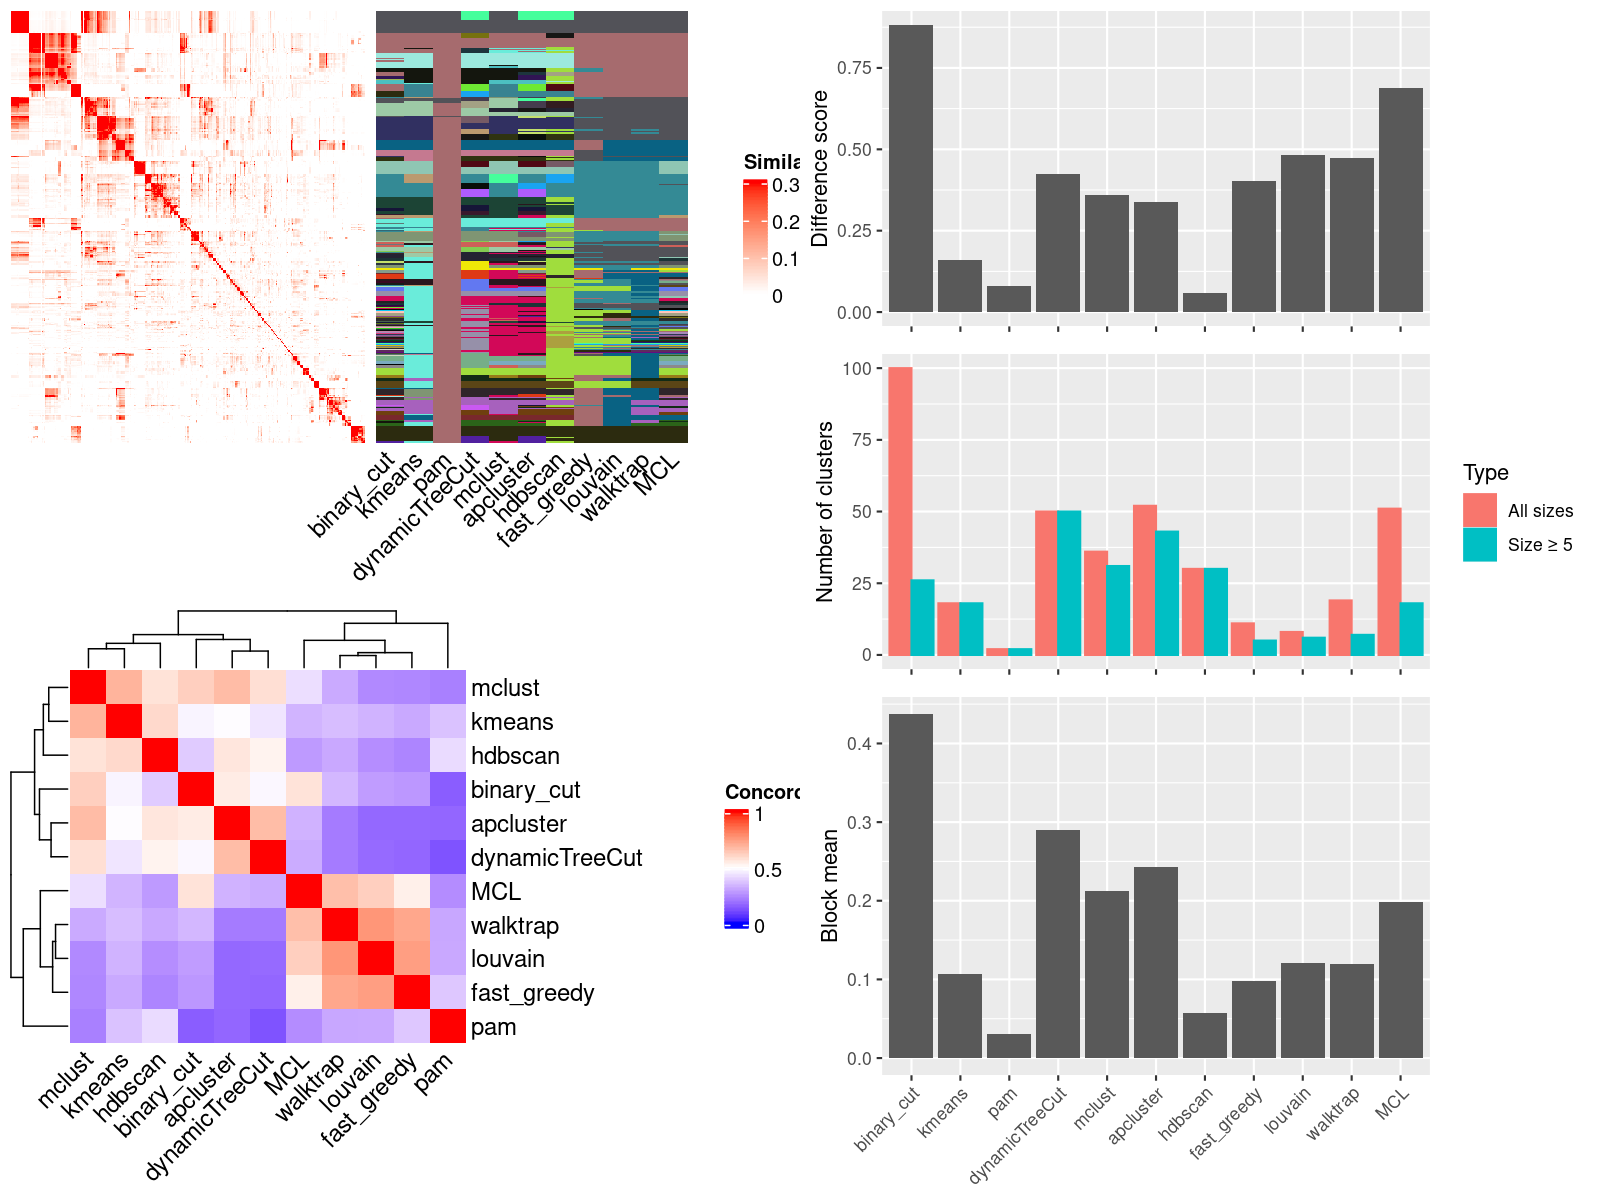 Simila
0.3
0.2
0.1
0
binary_cut
kmeans
pam
dynamicTreeCut
mclust
apcluster
hdbscan
fast_greedy
louvain
walktrap
MCL
mclust
kmeans
hdbscan
binary_cut
apcluster
dynamicTreeCut
MCL
walktrap
louvain
fast_greedy
pam
mclust
kmeans
hdbscan
binary_cut
apcluster
dynamicTreeCut
MCL
walktrap
louvain
fast_greedy
pam
Concord
1
0.5
0
Difference score
0.75
0.50
0.25
0.00
Number of clusters
100
75
50
25
0
Type
All sizes
Size ≥ 5
Block mean
0.4
0.3
0.2
0.1
0.0
binary_cut
kmeans
pam
dynamicTreeCut
mclust
apcluster
hdbscan
fast_greedy
louvain
walktrap
MCL